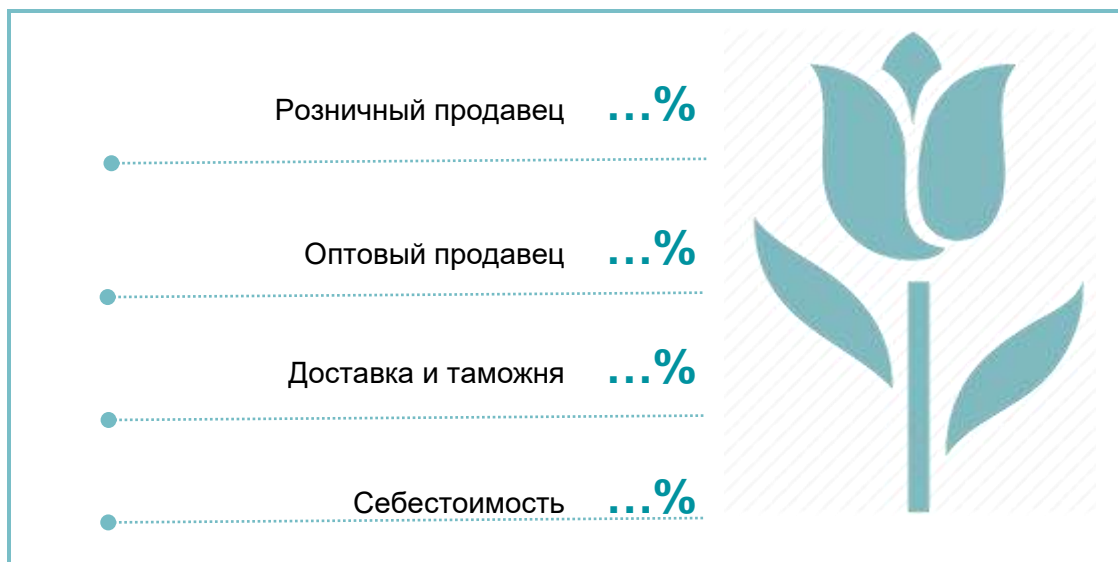 Розничный продавец ...%
Оптовый продавец ...%
Доставка и таможня ...%
Себестоимость ...%